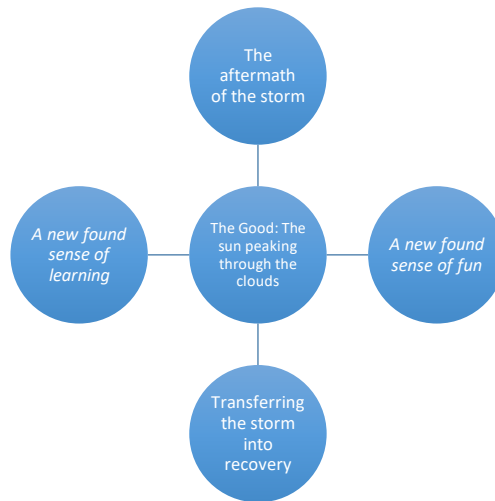 The
aftermath
of the storm
A new found
sense of
learning
The Good: The
sun peaking
through the
clouds
A new found
sense of fun
Transferring
the storm
into
recovery